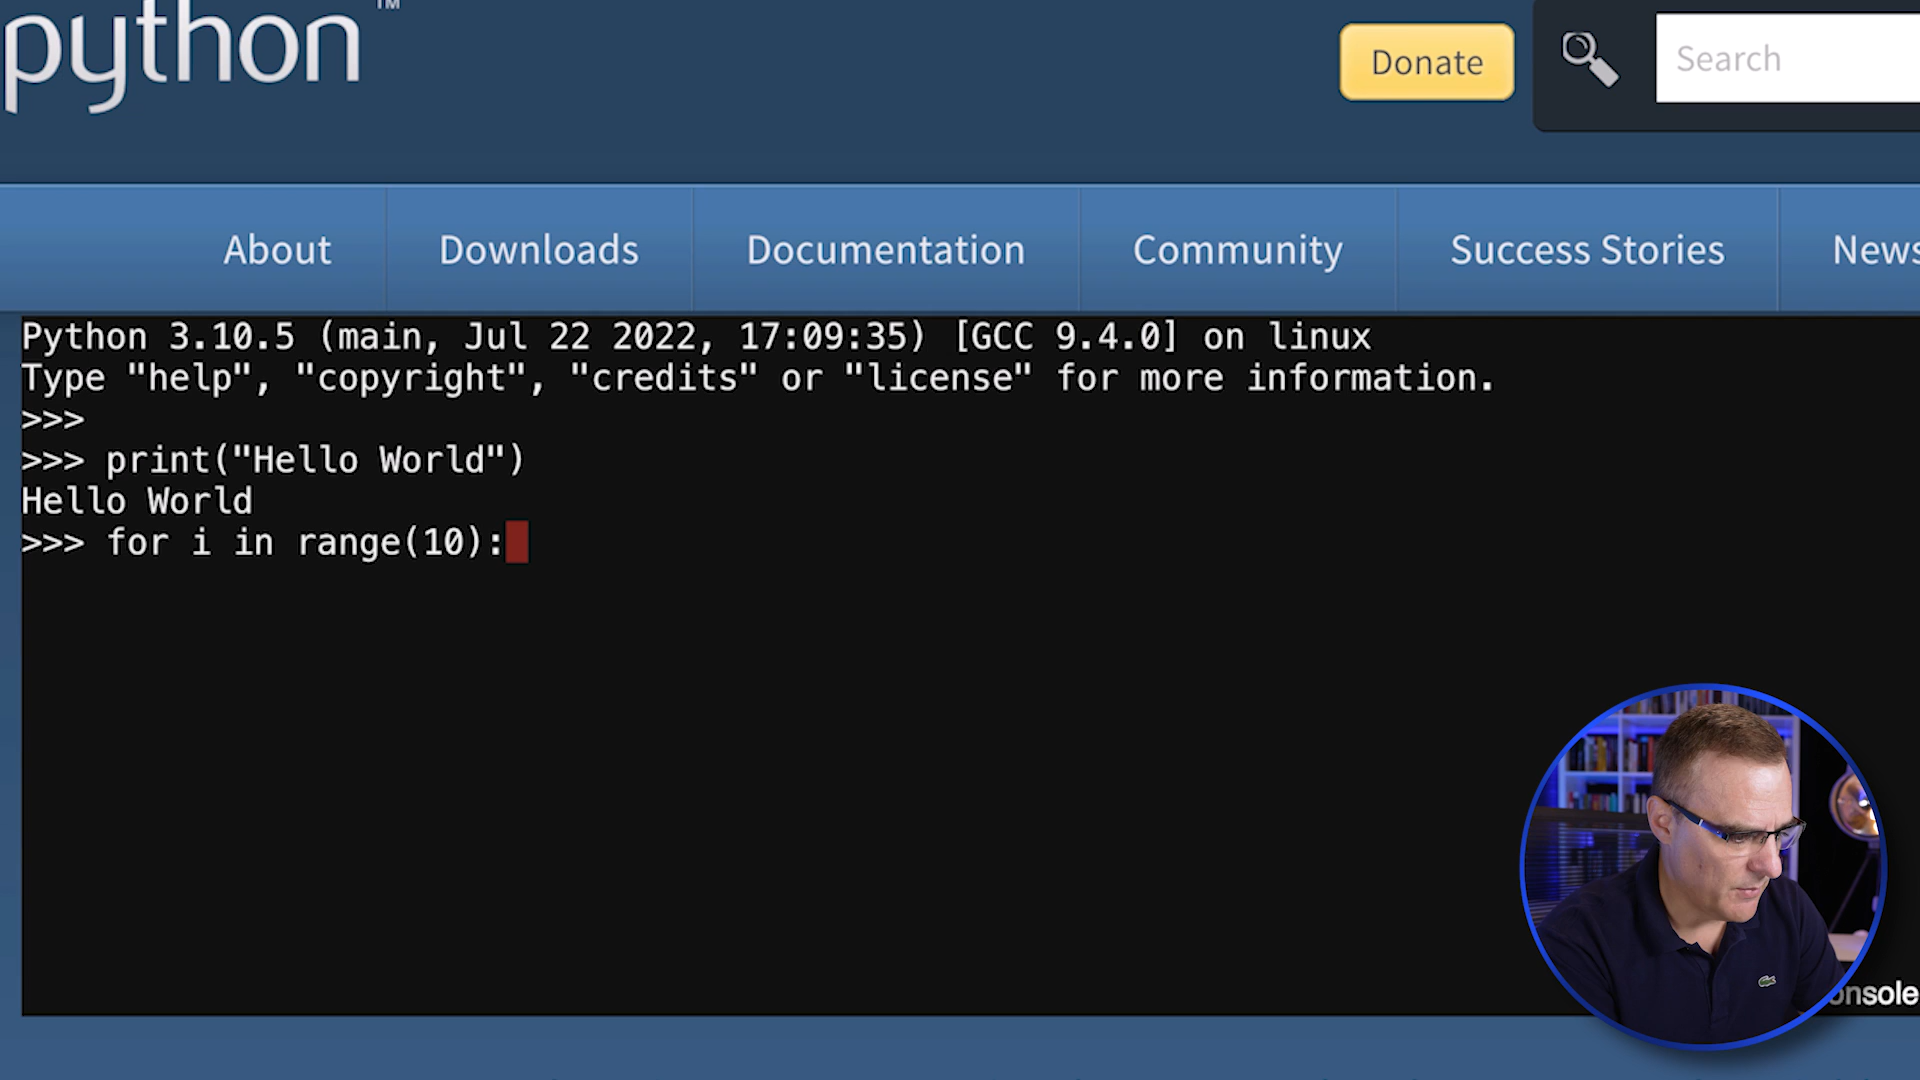 python™
Donate
Search
About Downloads Documentation Community Success Stories News
Python 3.10.5 (main, Jul 22 2022, 17:09:35) [GCC 9.4.0] on linux
Type "help", "copyright", "credits" or "license" for more information.
>>>
>>> print("Hello World")
Hello World
>>> for i in range(10):
onsole